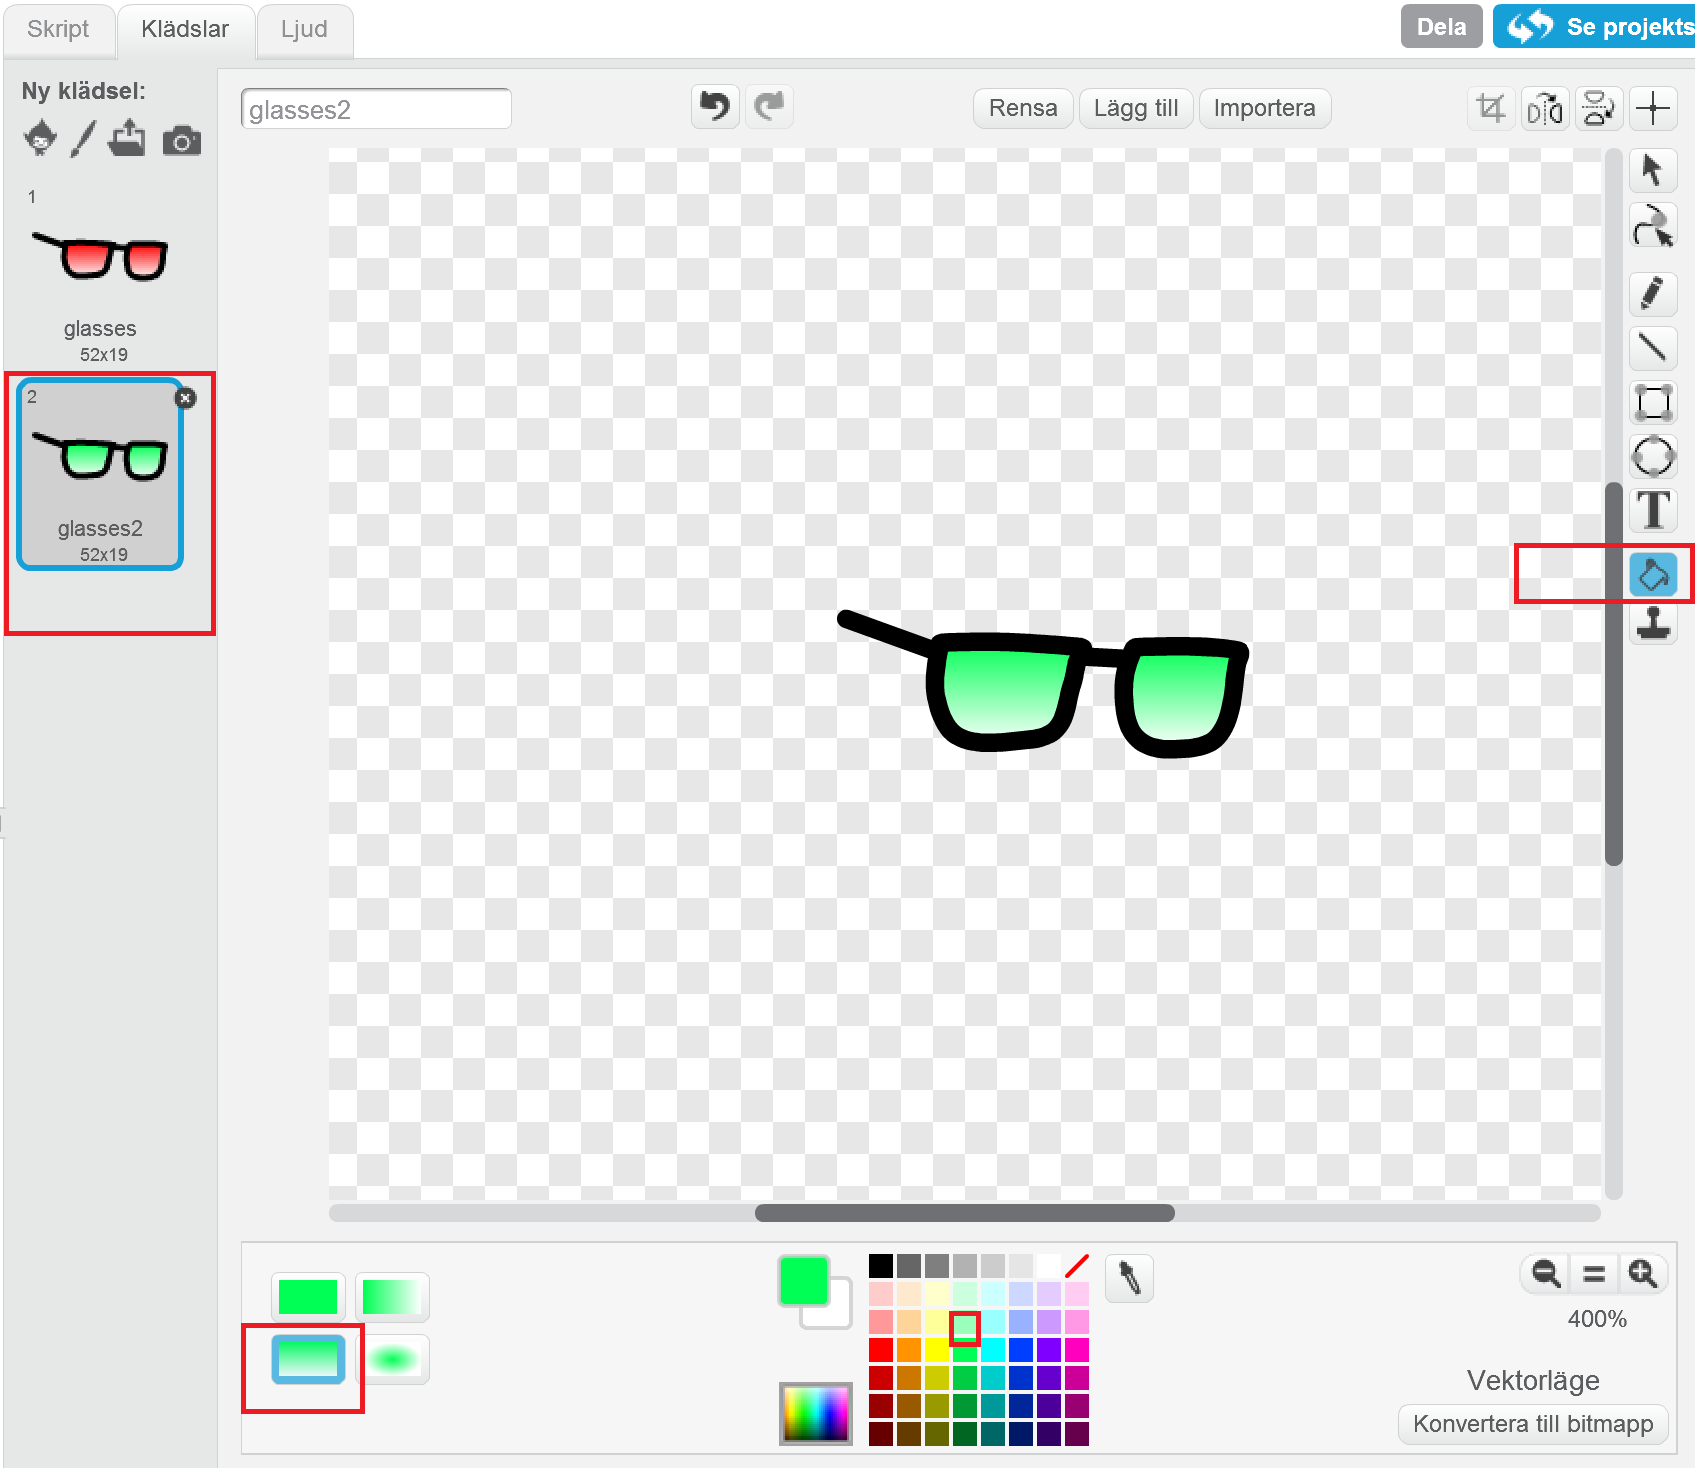 Skript
Klädslar
Ljud
Dela
Se projekts
Ny klädsel:
glasses2
Rensa
Lägg till
Importera
1
glasses
52x19
2
glasses2
52x19
T
400%
Vektorläge
Konvertera till bitmapp